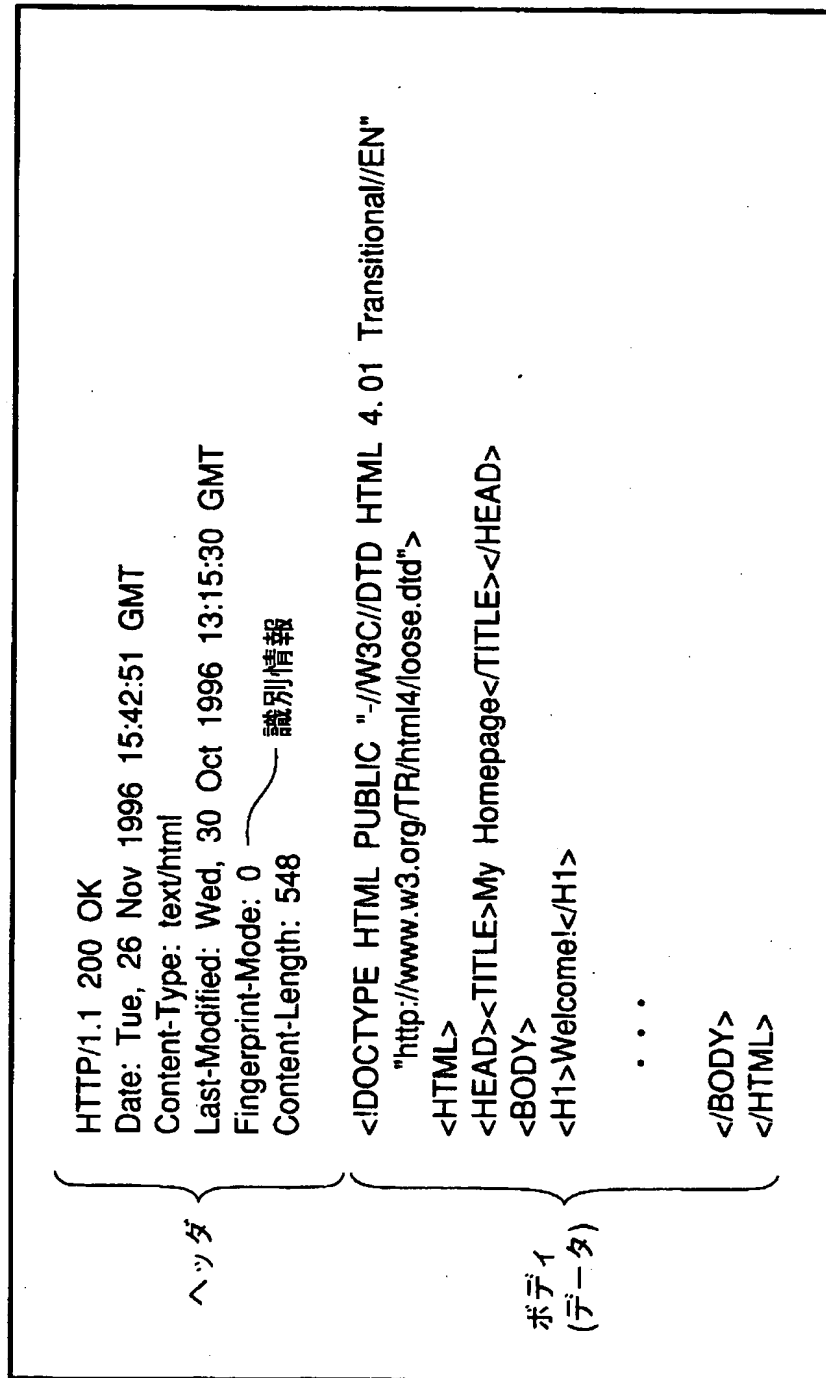 ヘッダ
HTTP/1.1 200 OK
Date: Tue, 26 Nov 1996 15:42:51 GMT
Content-Type: text/html
Last-Modified: Wed, 30 Oct 1996 13:15:30 GMT
Fingerprint-Mode: 0 識別情報
Content-Length: 548
ボディ
(データ)
<!DOCTYPE HTML PUBLIC "-//W3C//DTD HTML 4.01 Transitional//EN"
"http://www.w3.org/TR/html4/loose.dtd">
<HTML>
<HEAD><TITLE>My Homepage</TITLE></HEAD>
<BODY>
<H1>Welcome!</H1>
. . .
</BODY>
</HTML>